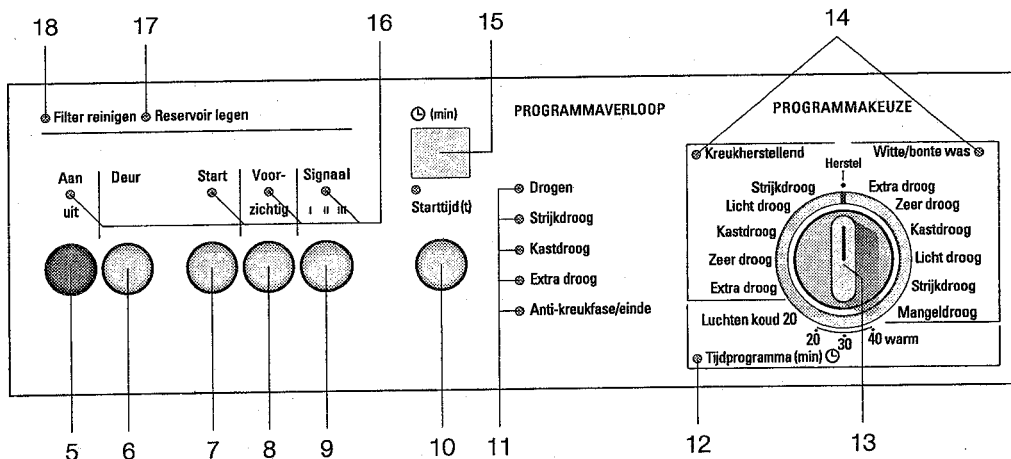 18
17
16
15
14
Filter reinigen
Reservoir legen
(min)
PROGRAMMAVERLOOP
PROGRAMMAKEUZE
Aan
uit
Deur
Start
Voor-
zichtig
Signaal
I II III
Starttijd(t)
Drogen
Strijkdroog
Kastdroog
Extra droog
Anti-kreukfase/einde
Kreukherstellend
Witte/bonte was
Herstel
Strijkdroog
Licht droog
Kastdroog
Zeer droog
Extra droog
Luchten koud 20
Extra droog
Zeer droog
Kastdroog
Licht droog
Strijkdroog
Mangeldroog
20 30 40 warm
Tijdprogramma (min)
5
6
7
8
9
10
11
12
13